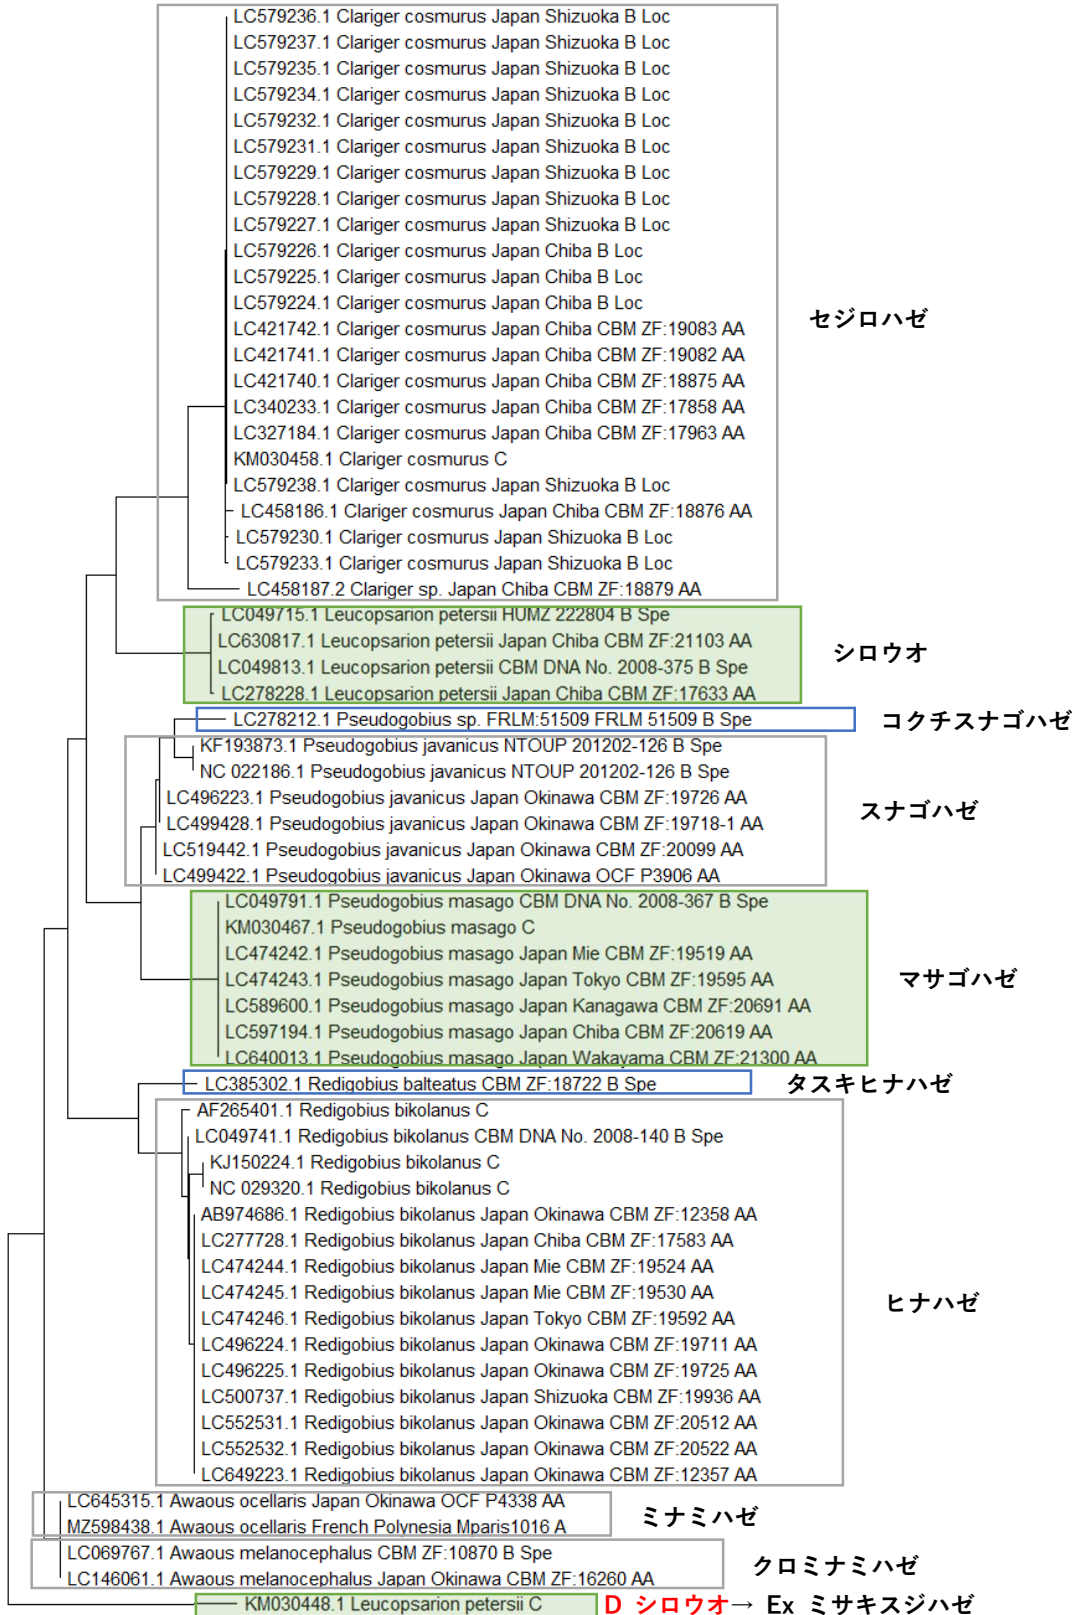 LC579236.1 Clariger cosmurus Japan Shizuoka B Loc
LC579237.1 Clariger cosmurus Japan Shizuoka B Loc
LC579235.1 Clariger cosmurus Japan Shizuoka B Loc
LC579234.1 Clariger cosmurus Japan Shizuoka B Loc
LC579232.1 Clariger cosmurus Japan Shizuoka B Loc
LC579231.1 Clariger cosmurus Japan Shizuoka B Loc
LC579229.1 Clariger cosmurus Japan Shizuoka B Loc
LC579228.1 Clariger cosmurus Japan Shizuoka B Loc
LC579227.1 Clariger cosmurus Japan Shizuoka B Loc
LC579226.1 Clariger cosmurus Japan Chiba B Loc
LC579225.1 Clariger cosmurus Japan Chiba B Loc
LC579224.1 Clariger cosmurus Japan Chiba B Loc
セジロハゼ
LC421742.1 Clariger cosmurus Japan Chiba CBM ZF:19083 AA
LC421741.1 Clariger cosmurus Japan Chiba CBM ZF:19082 AA
LC421740.1 Clariger cosmurus Japan Chiba CBM ZF:18875 AA
LC340233.1 Clariger cosmurus Japan Chiba CBM ZF:17858 AA
LC327184.1 Clariger cosmurus Japan Chiba CBM ZF:17963 AA
KM030458.1 Clariger cosmurus C
LC579238.1 Clariger cosmurus Japan Shizuoka B Loc
LC458186.1 Clariger cosmurus Japan Chiba CBM ZF:18876 AA
LC579230.1 Clariger cosmurus Japan Shizuoka B Loc
LC579233.1 Clariger cosmurus Japan Shizuoka B Loc
LC458187.2 Clariger sp. Japan Chiba CBM ZF:18879 AA
LC049715.1 Leucopsarion petersii HUMZ 222804 B Spe
LC630817.1 Leucopsarion petersii Japan Chiba CBM ZF:21103 AA
シロウオ
LC049813.1 Leucopsarion petersii CBM DNA No. 2008-375 B Spe
LC278228.1 Leucopsarion petersii Japan Chiba CBM ZF:17633 AA
LC278212.1 Pseudogobius sp. FRLM:51509 FRLM 51509 B Spe
コクチスナゴハゼ
KF193873.1 Pseudogobius javanicus NTOUP 201202-126 B Spe
NC 022186.1 Pseudogobius javanicus NTOUP 201202-126 B Spe
LC496223.1 Pseudogobius javanicus Japan Okinawa CBM ZF:19726 AA
スナゴハゼ
LC499428.1 Pseudogobius javanicus Japan Okinawa CBM ZF:19718-1 AA
LC519442.1 Pseudogobius javanicus Japan Okinawa CBM ZF:20099 AA
LC499422.1 Pseudogobius javanicus Japan Okinawa OCF P3906 AA
LC049791.1 Pseudogobius masago CBM DNA No. 2008-367 B Spe
KM030467.1 Pseudogobius masago C
LC474242.1 Pseudogobius masago Japan Mie CBM ZF:19519 AA
LC474243.1 Pseudogobius masago Japan Tokyo CBM ZF:19595 AA
マサゴハゼ
LC589600.1 Pseudogobius masago Japan Kanagawa CBM ZF:20691 AA
LC597194.1 Pseudogobius masago Japan Chiba CBM ZF:20619 AA
LC640013.1 Pseudogobius masago Japan Wakayama CBM ZF:21300 AA
LC385302.1 Redigobius balteatus CBM ZF:18722 B Spe
タスキヒナハゼ
AF265401.1 Redigobius bikolanus C
LC049741.1 Redigobius bikolanus CBM DNA No. 2008-140 B Spe
KJ150224.1 Redigobius bikolanus C
NC 029320.1 Redigobius bikolanus C
AB974686.1 Redigobius bikolanus Japan Okinawa CBM ZF:12358 AA
LC277728.1 Redigobius bikolanus Japan Chiba CBM ZF:17583 AA
LC474244.1 Redigobius bikolanus Japan Mie CBM ZF:19524 AA
LC474245.1 Redigobius bikolanus Japan Mie CBM ZF:19530 AA
ヒナハゼ
LC474246.1 Redigobius bikolanus Japan Tokyo CBM ZF:19592 AA
LC496224.1 Redigobius bikolanus Japan Okinawa CBM ZF:19711 AA
LC496225.1 Redigobius bikolanus Japan Okinawa CBM ZF:19725 AA
LC500737.1 Redigobius bikolanus Japan Shizuoka CBM ZF:19936 AA
LC552531.1 Redigobius bikolanus Japan Okinawa CBM ZF:20512 AA
LC552532.1 Redigobius bikolanus Japan Okinawa CBM ZF:20522 AA
LC649223.1 Redigobius bikolanus Japan Okinawa CBM ZF:12357 AA
LC645315.1 Awaous ocellaris Japan Okinawa OCF P4338 AA
ミナミハゼ
MZ598438.1 Awaous ocellaris French Polynesia Mparis1016 A
LC069767.1 Awaous melanocephalus CBM ZF:10870 B Spe
クロミナミハゼ
LC146061.1 Awaous melanocephalus Japan Okinawa CBM ZF:16260 AA
KM030448.1 Leucopsarion petersii C
D シロウオ→ Ex ミサキスジハゼ